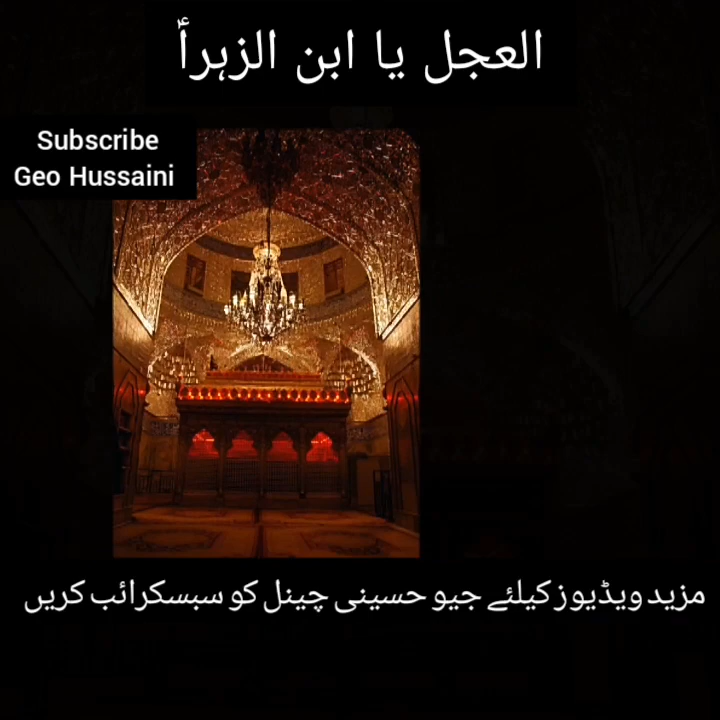 العجل یا ابن الزہراؑ
Subscribe
Geo Hussaini
مزید ویڈیوز کیلئے جیو حسینی چینل کو سبسکرائب کریں